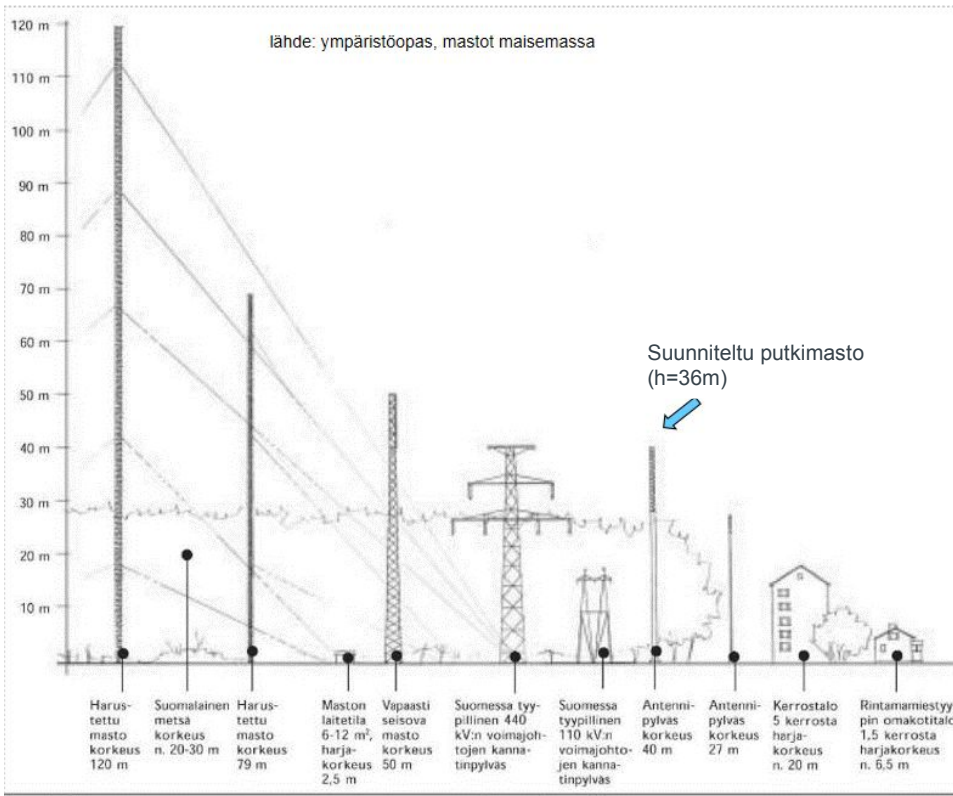 120 m
lähde: ympäristöopas, mastot maisemassa
110 m
100 m
90 m
80 m
70 m
60 m
Suunniteltu putkimasto
(h=36m)
50 m
40 m
30 m
20 m
10 m
Harus-
tettu
masto
korkeus
120 m
Suomalainen
metsä
korkeus
n. 20-30 m
Harus-
tettu
masto
korkeus
79 m
Maston
laitetila
6-12 m²,
harja-
korkeus
2,5 m
Vapaasti
seisova
masto
korkeus
50 m
Suomessa tyy-
pillinen 440
kV:n voimajoh-
tojen kanna-
tinpylväs
Suomessa
tyypillinen
110 kV:n
voimajohto-
jen kanna-
tinpylväs
Antenni-
pylväs
korkeus
40 m
Antenni-
pylväs
korkeus
27 m
Kerrostalo
5 kerrosta
harja-
korkeus
n. 20 m
Rintamamiestyy-
pin omakotitalo
1,5 kerrosta
harjakorkeus
n. 6,5 m